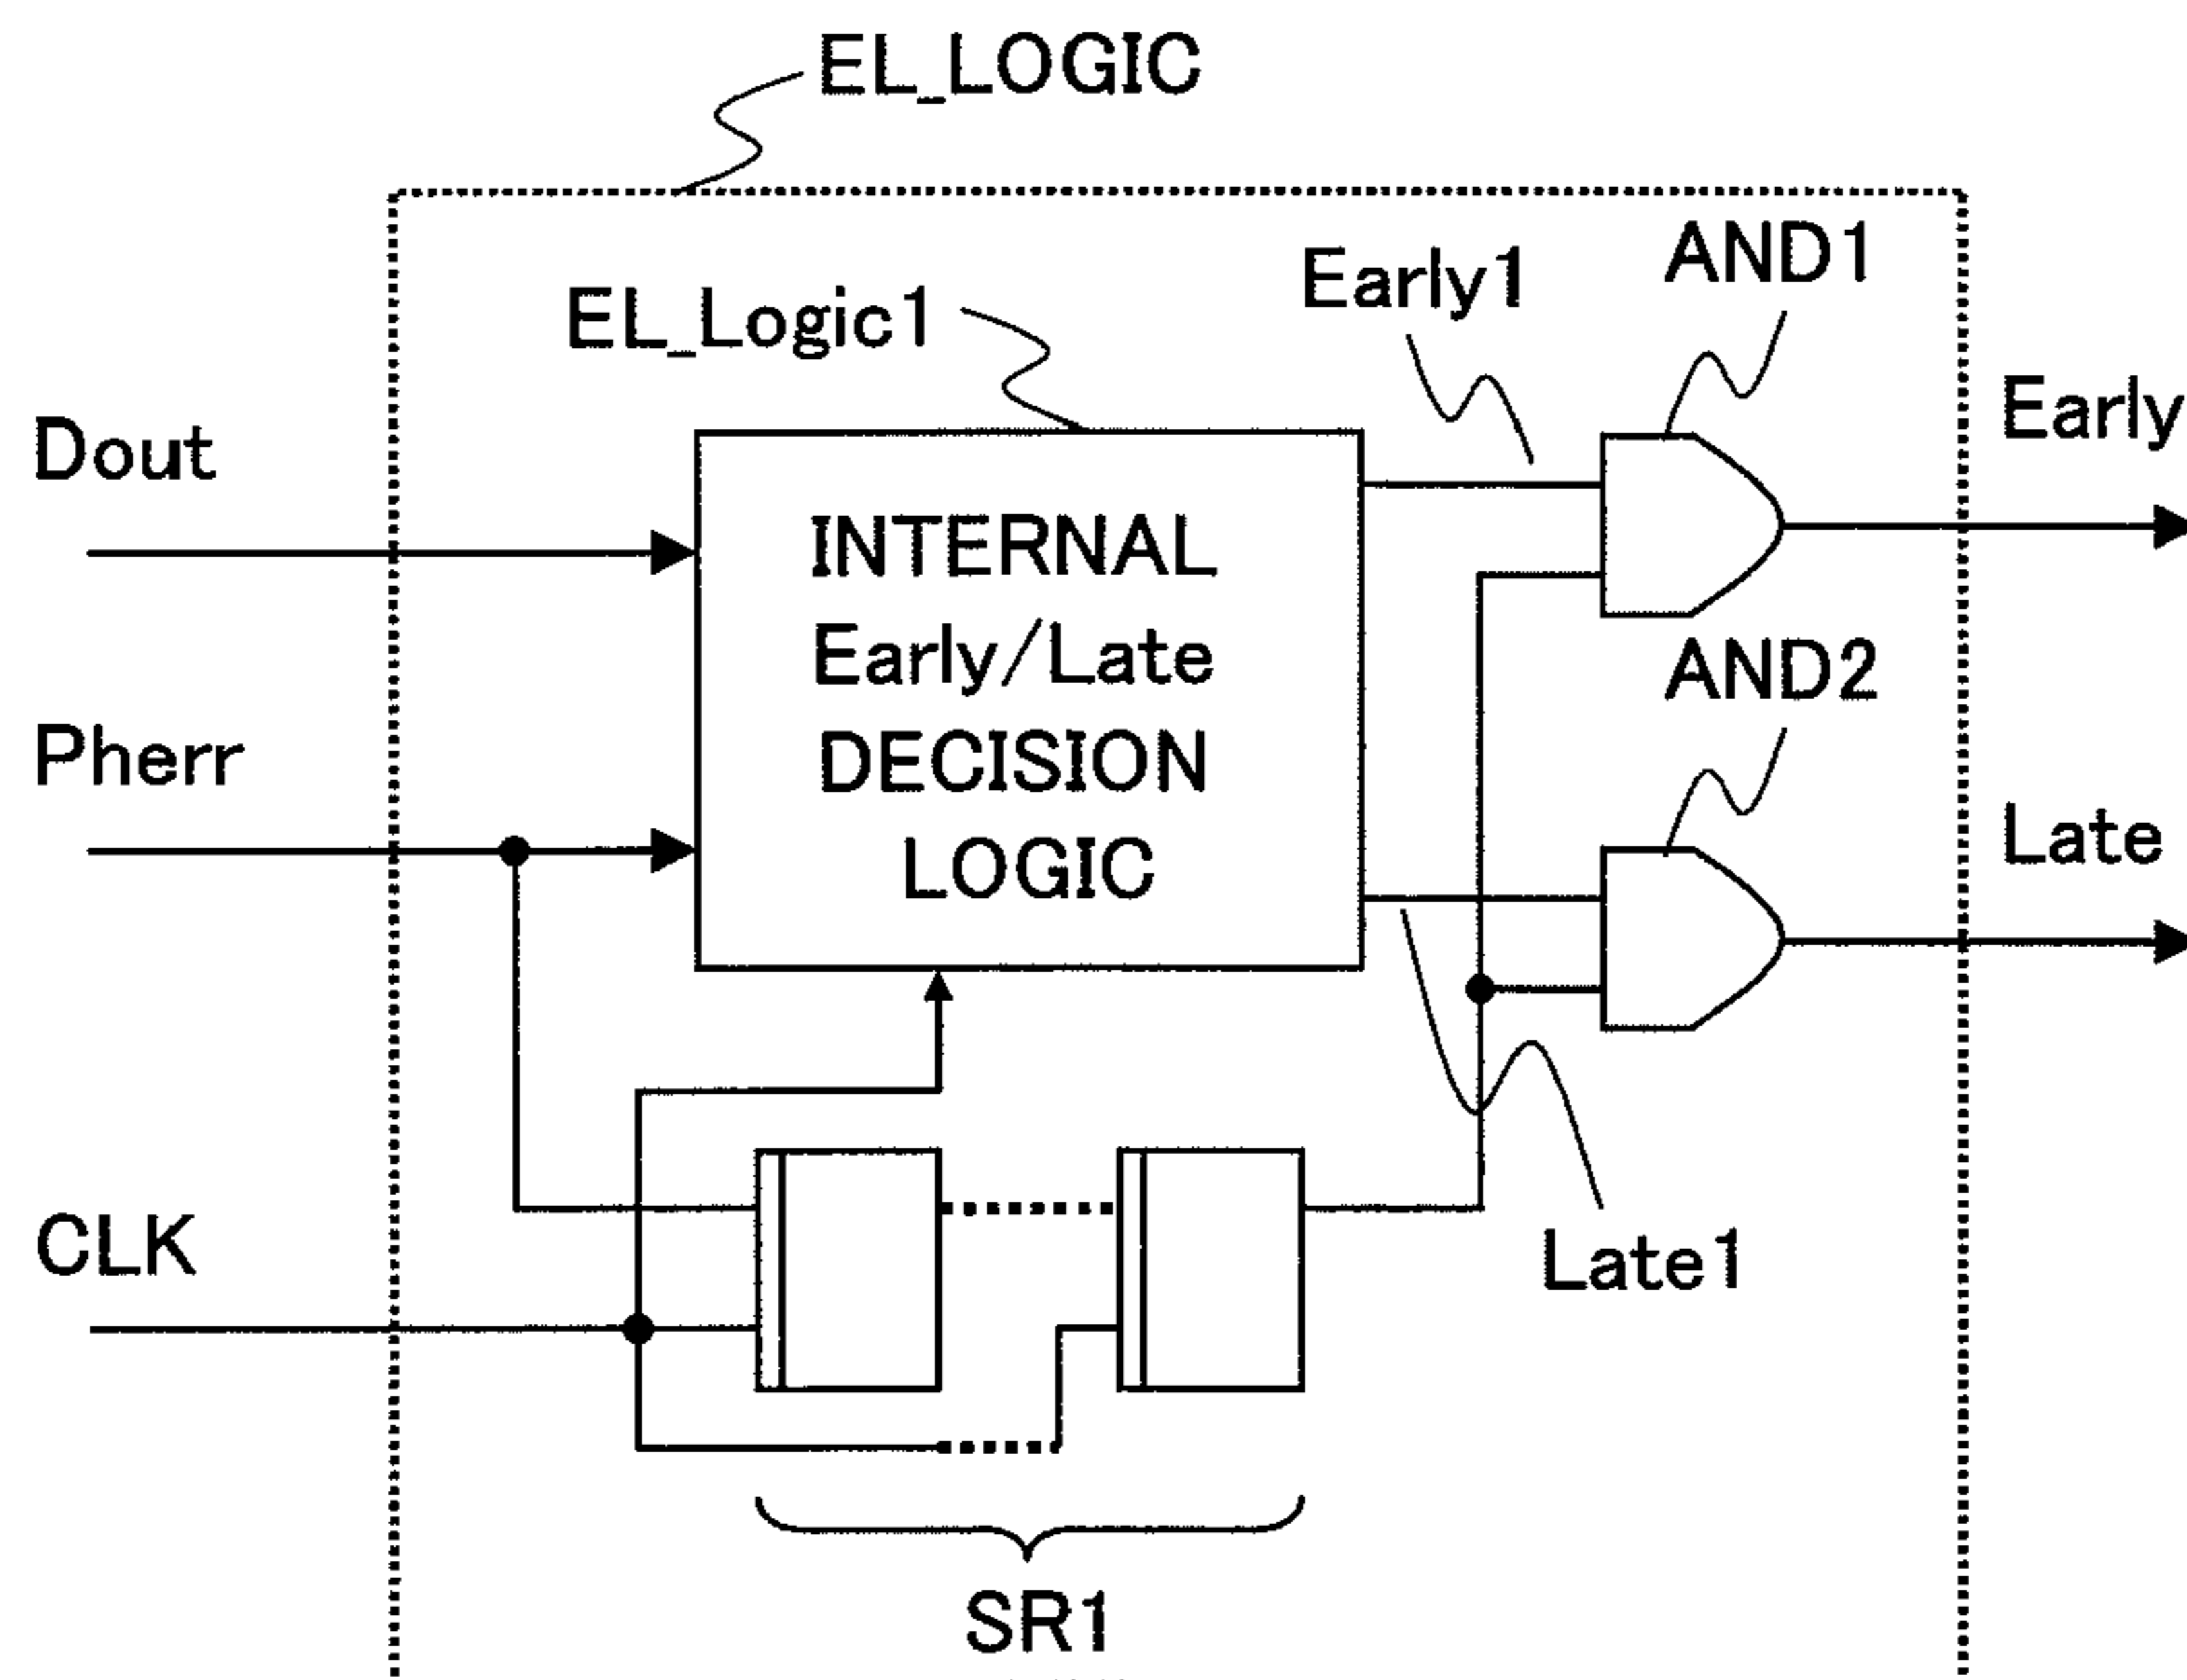 EL_LOGIC
AND1
Early1
EL_Logic1
Early
Dout
INTERNAL
Early/Late
DECISION
LOGIC
AND2
Pherr
Late
CLK
Late1
SR1